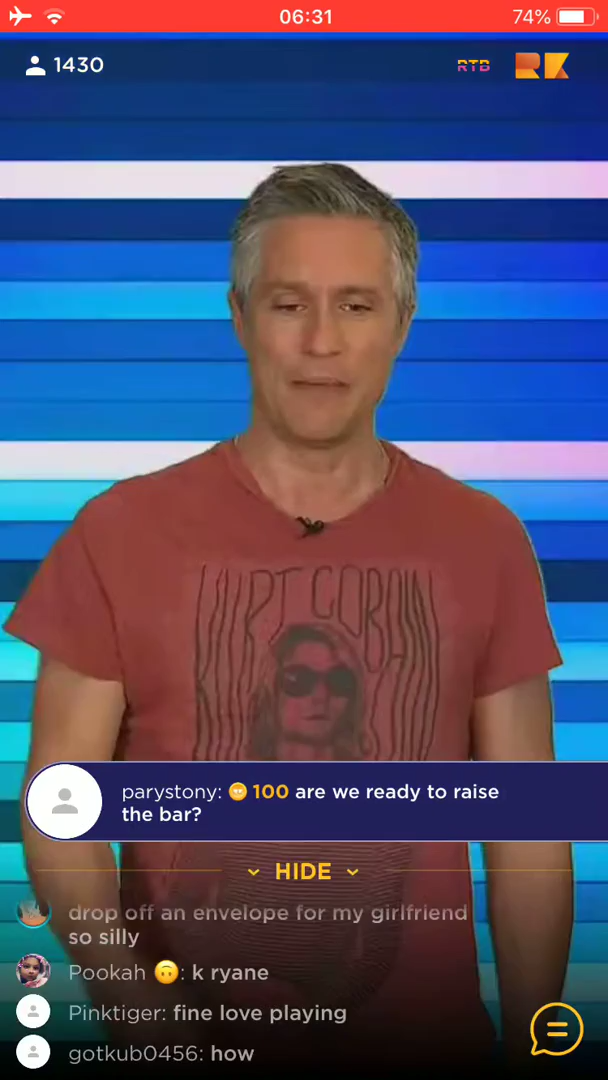 06:31
74%
1430
RTB
RK
KURT COBAIN
parystony: 100 are we ready to raise
the bar?
HIDE
drop off an envelope for my girlfriend
so silly
Pookah 🙃: k ryane
Pinktiger: fine love playing
gotkub0456: how